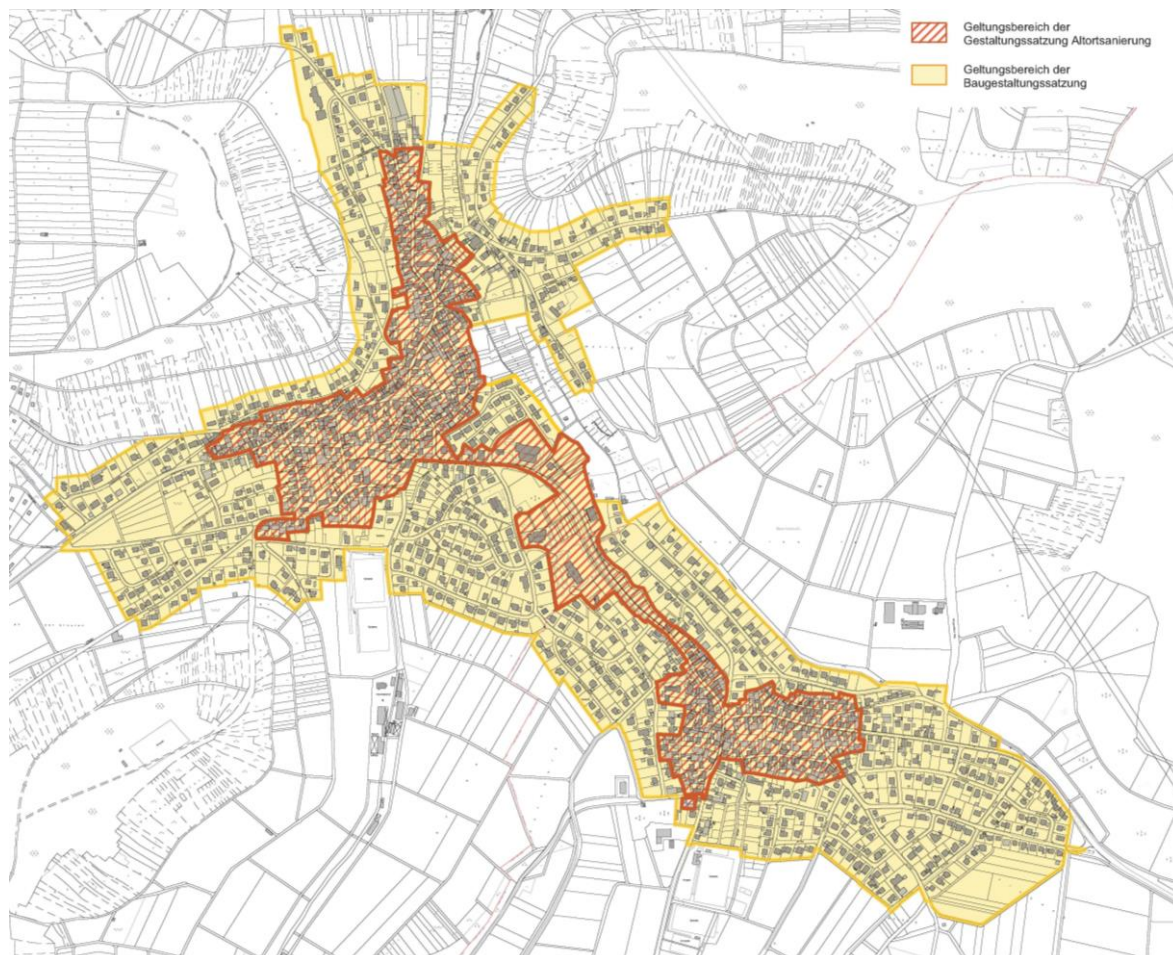 Geltungsbereich der
Gestaltungssatzung Altortsanierung
Geltungsbereich der
Baugestaltungssatzung